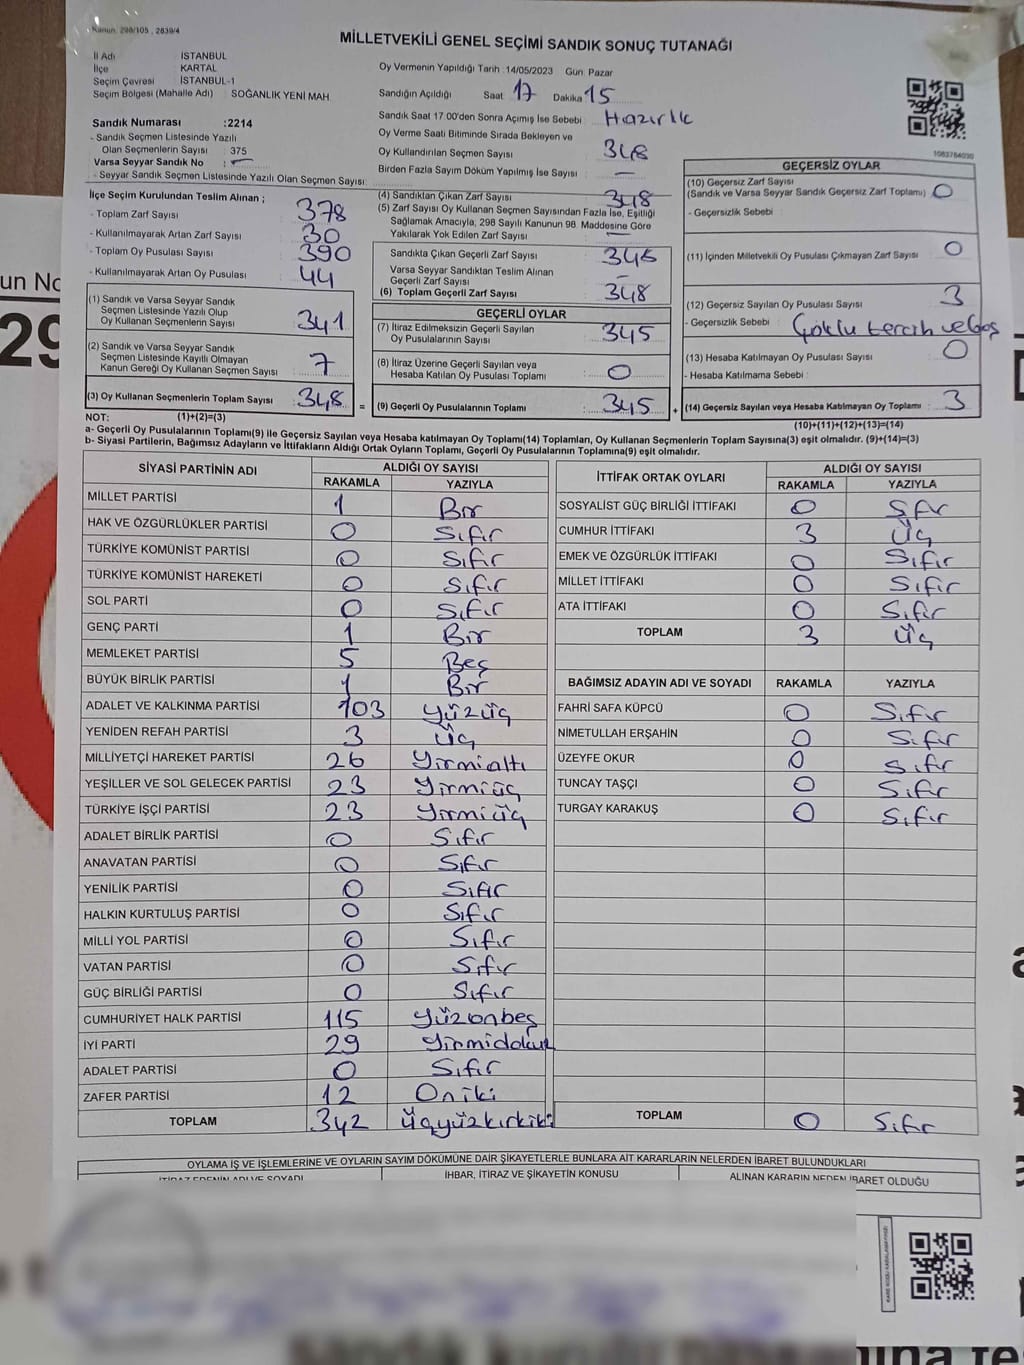 Kanun: 298/105 , 2839/4
MİLLETVEKİLİ GENEL SEÇİMİ SANDIK SONUÇ TUTANAĞI
İl Adı İSTANBUL
İlçe KARTAL
Seçim Çevresi İSTANBUL-1
Seçim Bölgesi (Mahalle Adı) SOĞANLIK YENİ MAH.
Sandık Numarası :2214
- Sandık Seçmen Listesinde Yazılı
Olan Seçmenlerin Sayısı : 375
Varsa Seyyar Sandık No : —
- Seyyar Sandık Seçmen Listesinde Yazılı Olan Seçmen Sayısı:
İlçe Seçim Kurulundan Teslim Alınan ;
- Toplam Zarf Sayısı : 378
- Kullanılmayarak Artan Zarf Sayısı : 30
- Toplam Oy Pusulası Sayısı : 390
- Kullanılmayarak Artan Oy Pusulası : 44
(1) Sandık ve Varsa Seyyar Sandık
Seçmen Listesinde Yazılı Olup
Oy Kullanan Seçmenlerin Sayısı : 341
(2) Sandık ve Varsa Seyyar Sandık
Seçmen Listesinde Kayıtlı Olmayan
Kanun Gereği Oy Kullanan Seçmen Sayısı : 7
(3) Oy Kullanan Seçmenlerin Toplam Sayısı : 348 =
Oy Vermenin Yapıldığı Tarih :14/05/2023 Gün: Pazar
Sandığın Açıldığı Saat 17 Dakika 15
Sandık Saat 17.00'den Sonra Açımış İse Sebebi : Hazırlık
Oy Verme Saati Bitiminde Sırada Bekleyen ve
Oy Kullandırılan Seçmen Sayısı : 348
Birden Fazla Sayım Döküm Yapılmış İse Sayısı : —
(4) Sandıktan Çıkan Zarf Sayısı : 348
(5) Zarf Sayısı Oy Kullanan Seçmen Sayısından Fazla İse, Eşitliği
Sağlamak Amacıyla, 298 Sayılı Kanunun 98. Maddesine Göre
Yakılarak Yok Edilen Zarf Sayısı : —
Sandıkta Çıkan Geçerli Zarf Sayısı : 345
Varsa Seyyar Sandıktan Teslim Alınan
Geçerli Zarf Sayısı : —
(6) Toplam Geçerli Zarf Sayısı : 348
GEÇERLİ OYLAR
(7) İtiraz Edilmeksizin Geçerli Sayılan
Oy Pusulalarının Sayısı : 345
(8) İtiraz Üzerine Geçerli Sayılan veya
Hesaba Katılan Oy Pusulası Toplamı : 0
(9) Geçerli Oy Pusulalarının Toplamı : 345 +
1083784030
GEÇERSİZ OYLAR
(10) Geçersiz Zarf Sayısı
(Sandık ve Varsa Seyyar Sandık Geçersiz Zarf Toplamı) : 0
- Geçersizlik Sebebi :
(11) İçinden Milletvekili Oy Pusulası Çıkmayan Zarf Sayısı : 0
(12) Geçersiz Sayılan Oy Pusulası Sayısı : 3
- Geçersizlik Sebebi : Çoklu tercih ve boş
(13) Hesaba Katılmayan Oy Pusulası Sayısı : 0
- Hesaba Katılmama Sebebi :
(14) Geçersiz Sayılan veya Hesaba Katılmayan Oy Toplamı : 3
NOT: (1)+(2)=(3)
(10)+(11)+(12)+(13)=(14)
a- Geçerli Oy Pusulalarının Toplamı(9) ile Geçersiz Sayılan veya Hesaba katılmayan Oy Toplamı(14) Toplamları, Oy Kullanan Seçmenlerin Toplam Sayısına(3) eşit olmalıdır. (9)+(14)=(3)
b- Siyasi Partilerin, Bağımsız Adayların ve İttifakların Aldığı Ortak Oyların Toplamı, Geçerli Oy Pusulalarının Toplamına(9) eşit olmalıdır.
SİYASİ PARTİNİN ADI ALDIĞI OY SAYISI
RAKAMLA YAZIYLA
MİLLET PARTİSİ 1 Bir
HAK VE ÖZGÜRLÜKLER PARTİSİ 0 Sıfır
TÜRKİYE KOMÜNİST PARTİSİ 0 Sıfır
TÜRKİYE KOMÜNİST HAREKETİ 0 Sıfır
SOL PARTİ 0 Sıfır
GENÇ PARTİ 1 Bir
MEMLEKET PARTİSİ 5 Beş
BÜYÜK BİRLİK PARTİSİ 1 Bir
ADALET VE KALKINMA PARTİSİ 103 Yüzüç
YENİDEN REFAH PARTİSİ 3 Üç
MİLLİYETÇİ HAREKET PARTİSİ 26 Yirmialtı
YEŞİLLER VE SOL GELECEK PARTİSİ 23 Yirmiüç
TÜRKİYE İŞÇİ PARTİSİ 23 Yirmiüç
ADALET BİRLİK PARTİSİ 0 Sıfır
ANAVATAN PARTİSİ 0 Sıfır
YENİLİK PARTİSİ 0 Sıfır
HALKIN KURTULUŞ PARTİSİ 0 Sıfır
MİLLİ YOL PARTİSİ 0 Sıfır
VATAN PARTİSİ 0 Sıfır
GÜÇ BİRLİĞİ PARTİSİ 0 Sıfır
CUMHURİYET HALK PARTİSİ 115 Yüzonbeş
İYİ PARTİ 29 Yirmidokuz
ADALET PARTİSİ 0 Sıfır
ZAFER PARTİSİ 12 Oniki
TOPLAM 342 Üçyüzkırkiki
İTTİFAK ORTAK OYLARI ALDIĞI OY SAYISI
RAKAMLA YAZIYLA
SOSYALİST GÜÇ BİRLİĞİ İTTİFAKI 0 Sıfır
CUMHUR İTTİFAKI 3 Üç
EMEK VE ÖZGÜRLÜK İTTİFAKI 0 Sıfır
MİLLET İTTİFAKI 0 Sıfır
ATA İTTİFAKI 0 Sıfır
TOPLAM 3 Üç
BAĞIMSIZ ADAYIN ADI VE SOYADI RAKAMLA YAZIYLA
FAHRİ SAFA KÜPCÜ 0 Sıfır
NİMETULLAH ERŞAHİN 0 Sıfır
ÜZEYFE OKUR 0 Sıfır
TUNCAY TAŞÇI 0 Sıfır
TURGAY KARAKUŞ 0 Sıfır
TOPLAM 0 Sıfır
OYLAMA İŞ VE İŞLEMLERİNE VE OYLARIN SAYIM DÖKÜMÜNE DAİR ŞİKAYETLERLE BUNLARA AİT KARARLARIN NELERDEN İBARET BULUNDUKLARI
İTİRAZ EDENİN ADI VE SOYADI İHBAR, İTİRAZ VE ŞİKAYETİN KONUSU ALINAN KARARIN NEDEN İBARET OLDUĞU
un No
29